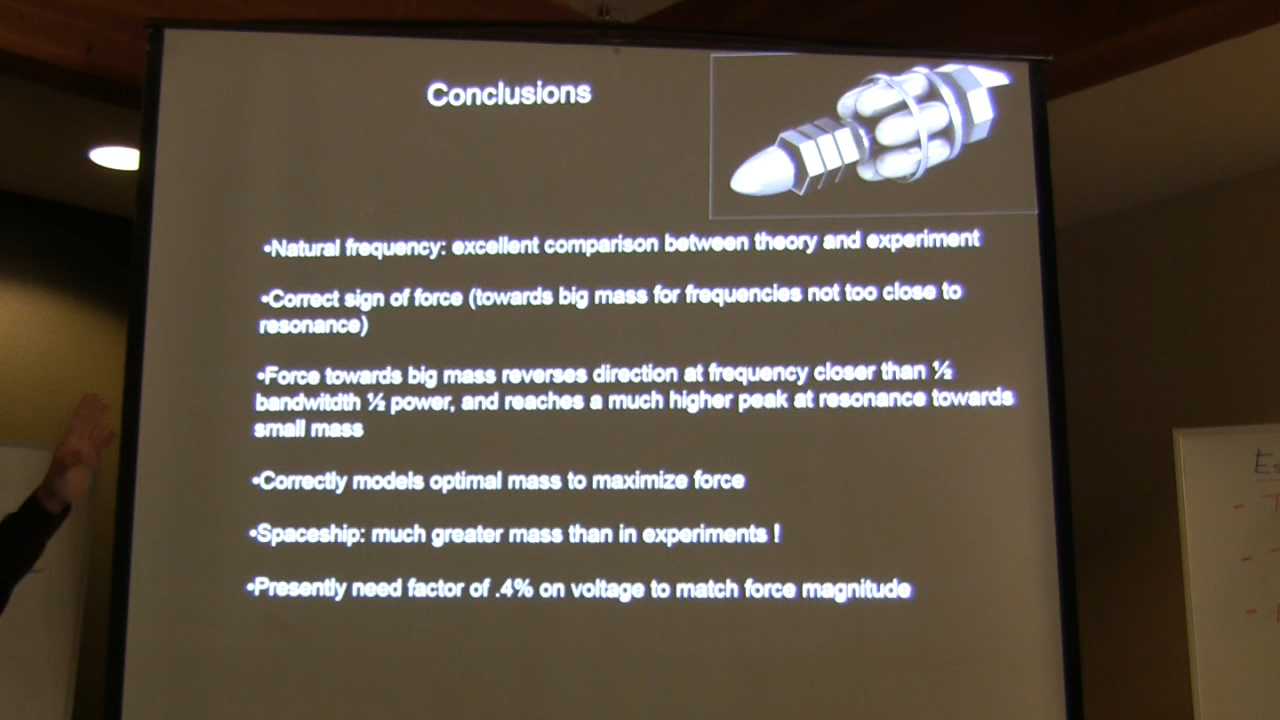 Conclusions
•Natural frequency: excellent comparison between theory and experiment
•Correct sign of force (towards big mass for frequencies not too close to
resonance)
•Force towards big mass reverses direction at frequency closer than ½
bandwitdth ½ power, and reaches a much higher peak at resonance towards
small mass
•Correctly models optimal mass to maximize force
•Spaceship: much greater mass than in experiments !
•Presently need factor of .4% on voltage to match force magnitude